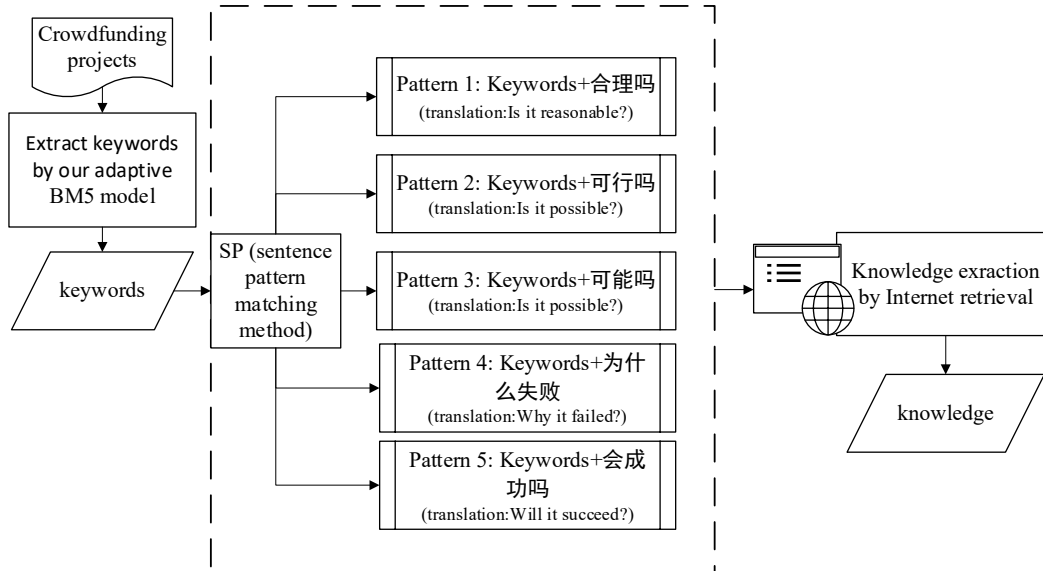 Crowdfunding
projects
Extract keywords
by our adaptive
BM5 model
keywords
SP (sentence
pattern
matching
method)
Pattern 1: Keywords+合理吗
(translation:Is it reasonable?)
Pattern 2: Keywords+可行吗
(translation:Is it possible?)
Pattern 3: Keywords+可能吗
(translation:Is it possible?)
Pattern 4: Keywords+为什
么失败
(translation:Why it failed?)
Pattern 5: Keywords+会成
功吗
(translation:Will it succeed?)
Knowledge exraction
by Internet retrieval
knowledge